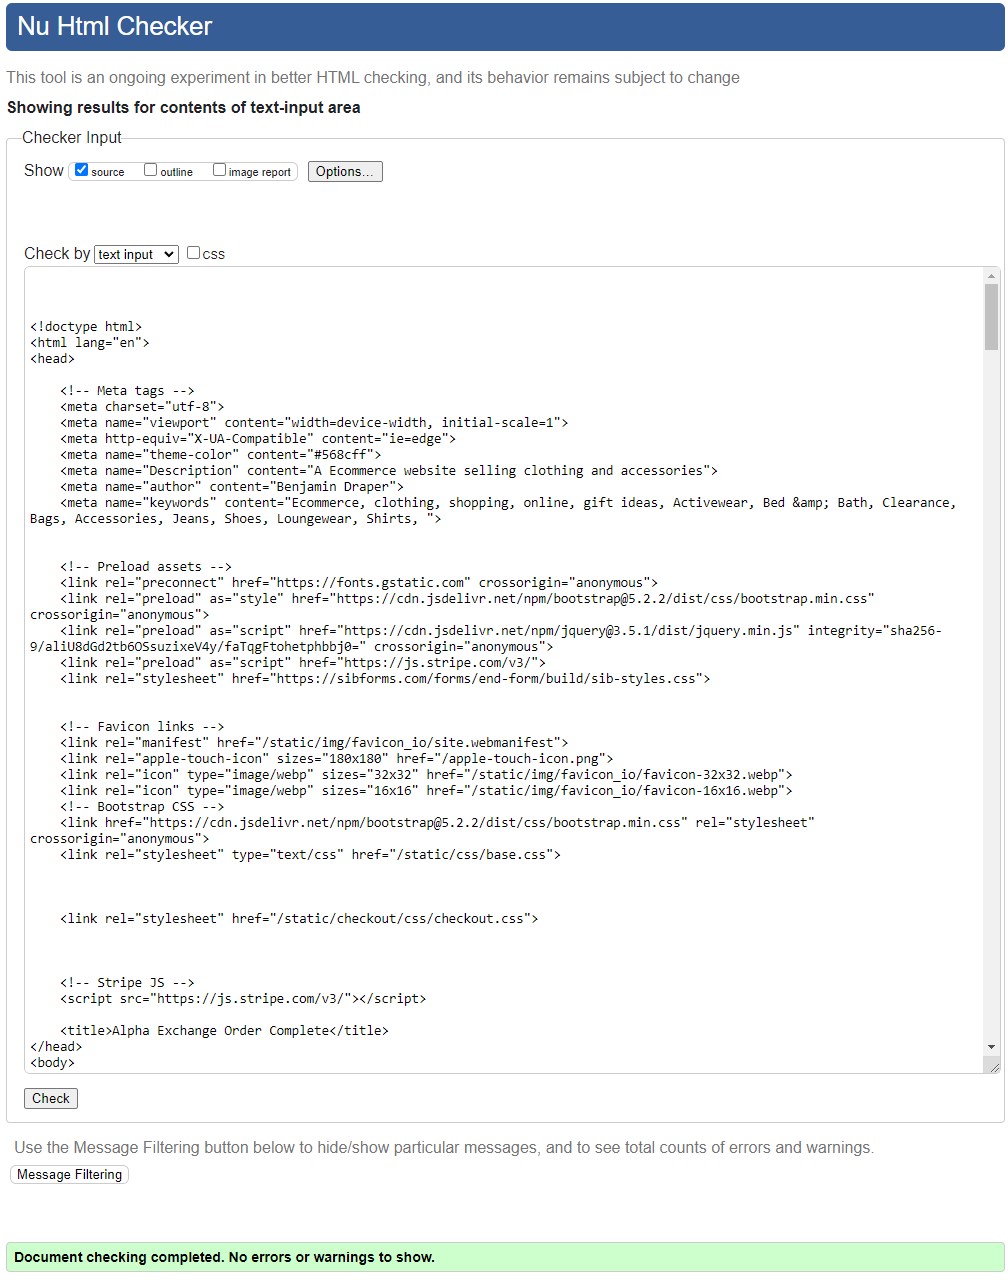 Nu Html Checker
This tool is an ongoing experiment in better HTML checking, and its behavior remains subject to change
Showing results for contents of text-input area
Checker Input
Show source outline image report Options...
Check by text input css
<!doctype html>
<html lang="en">
<head>
<!-- Meta tags -->
<meta charset="utf-8">
<meta name="viewport" content="width=device-width, initial-scale=1">
<meta http-equiv="X-UA-Compatible" content="ie=edge">
<meta name="theme-color" content="#568cff">
<meta name="Description" content="A Ecommerce website selling clothing and accessories">
<meta name="author" content="Benjamin Draper">
<meta name="keywords" content="Ecommerce, clothing, shopping, online, gift ideas, Activewear, Bed &amp; Bath, Clearance,
Bags, Accessories, Jeans, Shoes, Loungewear, Shirts, ">
<!-- Preload assets -->
<link rel="preconnect" href="https://fonts.gstatic.com" crossorigin="anonymous">
<link rel="preload" as="style" href="https://cdn.jsdelivr.net/npm/bootstrap@5.2.2/dist/css/bootstrap.min.css"
crossorigin="anonymous">
<link rel="preload" as="script" href="https://cdn.jsdelivr.net/npm/jquery@3.5.1/dist/jquery.min.js" integrity="sha256-
9/aliU8dGd2tb6OSsuzixeV4y/faTqgFtohetphbbj0=" crossorigin="anonymous">
<link rel="preload" as="script" href="https://js.stripe.com/v3/">
<link rel="stylesheet" href="https://sibforms.com/forms/end-form/build/sib-styles.css">
<!-- Favicon links -->
<link rel="manifest" href="/static/img/favicon_io/site.webmanifest">
<link rel="apple-touch-icon" sizes="180x180" href="/apple-touch-icon.png">
<link rel="icon" type="image/webp" sizes="32x32" href="/static/img/favicon_io/favicon-32x32.webp">
<link rel="icon" type="image/webp" sizes="16x16" href="/static/img/favicon_io/favicon-16x16.webp">
<!-- Bootstrap CSS -->
<link href="https://cdn.jsdelivr.net/npm/bootstrap@5.2.2/dist/css/bootstrap.min.css" rel="stylesheet"
crossorigin="anonymous">
<link rel="stylesheet" type="text/css" href="/static/css/base.css">
<link rel="stylesheet" href="/static/checkout/css/checkout.css">
<!-- Stripe JS -->
<script src="https://js.stripe.com/v3/"></script>
<title>Alpha Exchange Order Complete</title>
</head>
<body>
Check
Use the Message Filtering button below to hide/show particular messages, and to see total counts of errors and warnings.
Message Filtering
Document checking completed. No errors or warnings to show.